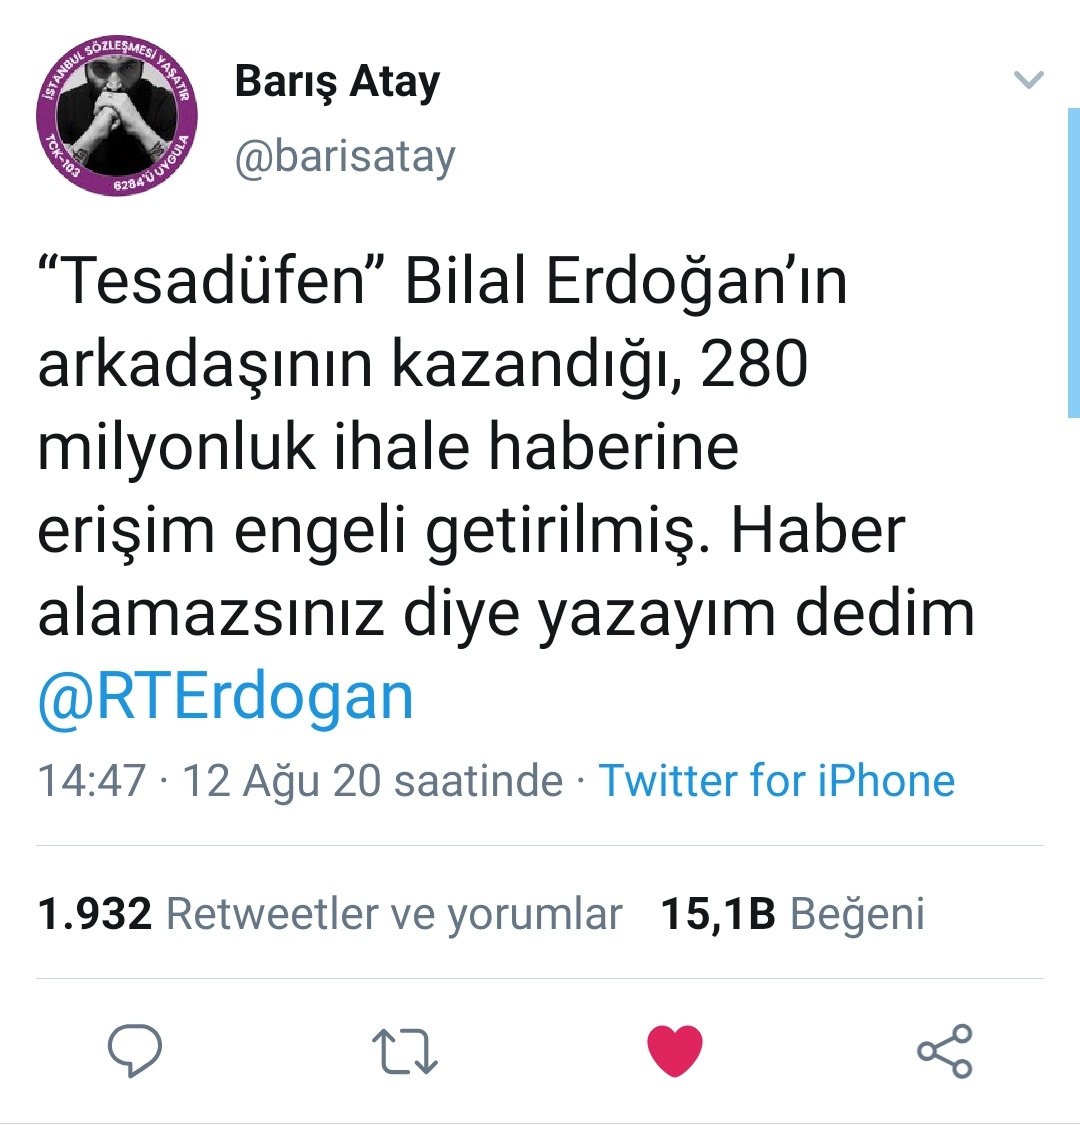 İSTANBUL SÖZLEŞMESİ YAŞATIR
TCK-103
6284'Ü UYGULA
Barış Atay
@barisatay
“Tesadüfen” Bilal Erdoğan’ın
arkadaşının kazandığı, 280
milyonluk ihale haberine
erişim engeli getirilmiş. Haber
alamazsınız diye yazayım dedim
@RTErdogan
14:47 · 12 Ağu 20 saatinde · Twitter for iPhone
1.932 Retweetler ve yorumlar 15,1B Beğeni